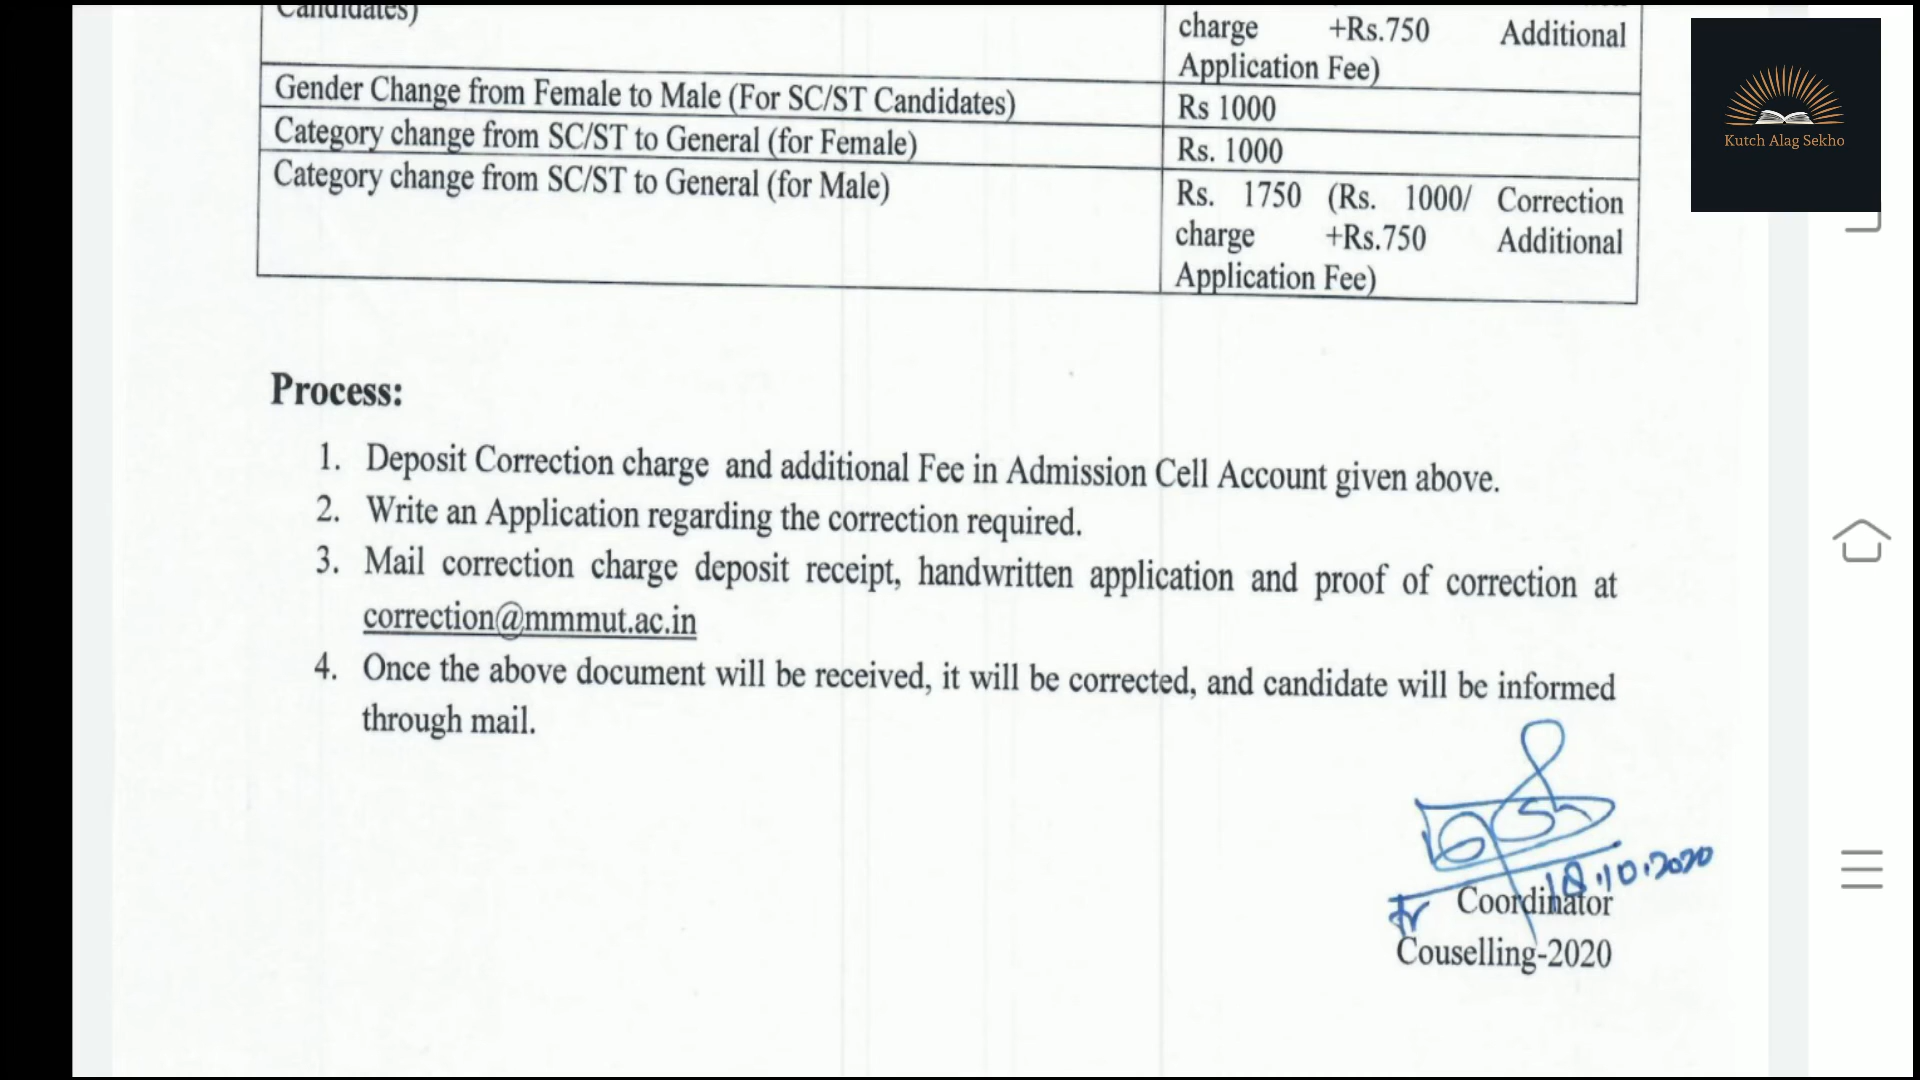 Candidates)
charge +Rs.750 Additional
Application Fee)
Gender Change from Female to Male (For SC/ST Candidates) Rs 1000
Category change from SC/ST to General (for Female) Rs. 1000
Category change from SC/ST to General (for Male) Rs. 1750 (Rs. 1000/ Correction
charge +Rs.750 Additional
Application Fee)
Process:
1. Deposit Correction charge and additional Fee in Admission Cell Account given above.
2. Write an Application regarding the correction required.
3. Mail correction charge deposit receipt, handwritten application and proof of correction at
correction@mmmut.ac.in
4. Once the above document will be received, it will be corrected, and candidate will be informed
through mail.
18.10.2020
Coordinator
Couselling-2020
Kutch Alag Sekho